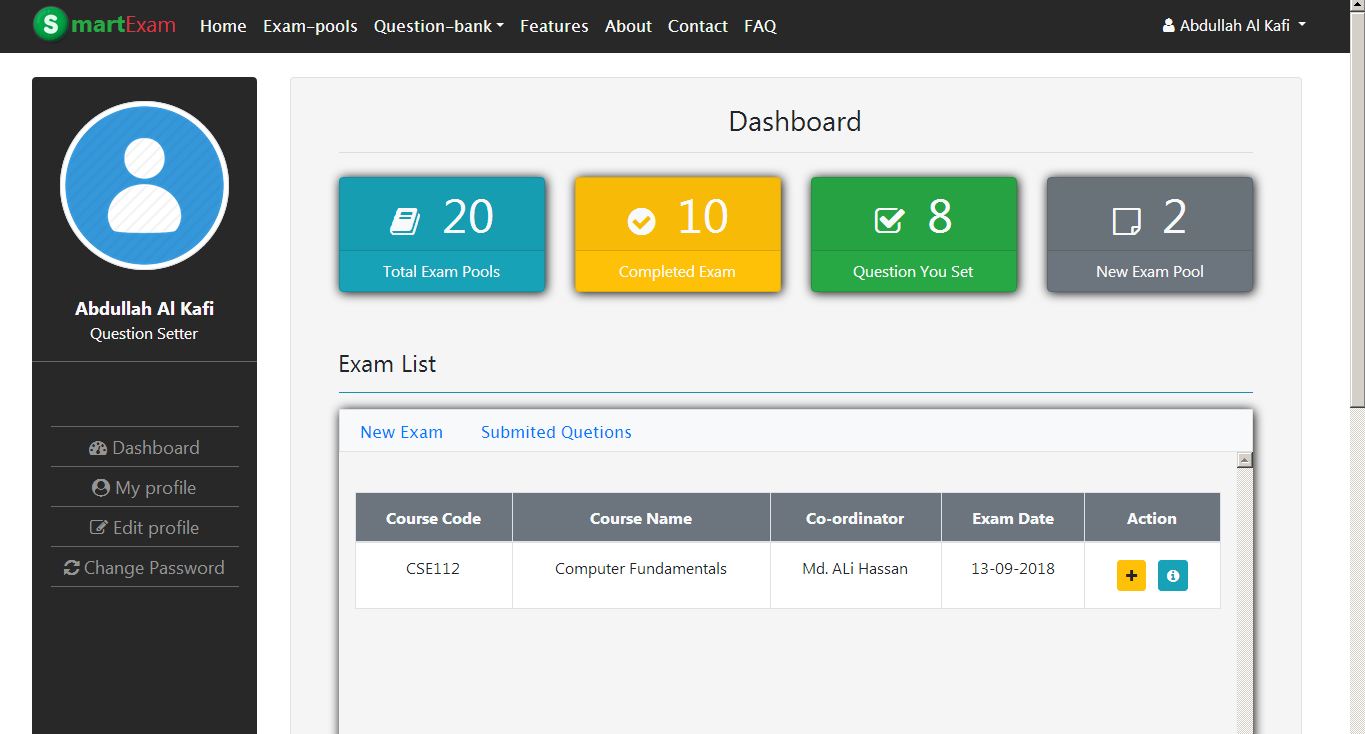 SmartExam Home Exam-pools Question-bank Features About Contact FAQ Abdullah Al Kafi
Abdullah Al Kafi
Question Setter
Dashboard
My profile
Edit profile
Change Password
Dashboard
20 10 8 2
Total Exam Pools Completed Exam Question You Set New Exam Pool
Exam List
New Exam Submited Quetions
Course Code Course Name Co-ordinator Exam Date Action
CSE112 Computer Fundamentals Md. ALi Hassan 13-09-2018